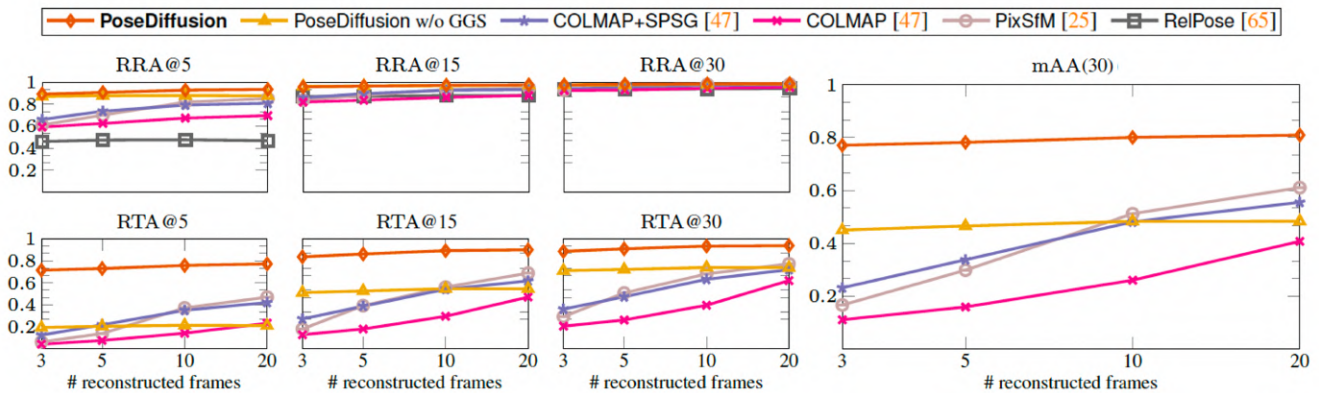 PoseDiffusion PoseDiffusion w/o GGS COLMAP+SPSG [47] COLMAP [47] PixSfM [25] RelPose [65]
RRA@5 RRA@15 RRA@30 mAA(30)
1
0.8
0.6
0.4
0.2
RTA@5 RTA@15 RTA@30
1
0.8
0.6
0.4
0.2
3 5 10 20 3 5 10 20 3 5 10 20
# reconstructed frames # reconstructed frames # reconstructed frames
1
0.8
0.6
0.4
0.2
3 5 10 20
# reconstructed frames